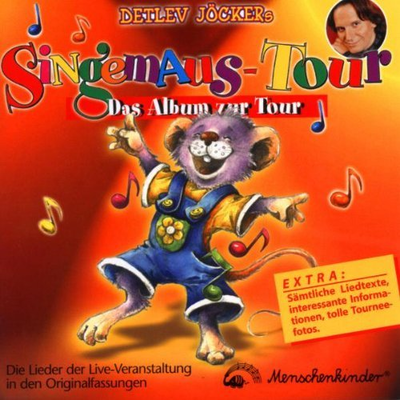 DETLEV JÖCKERs
SiNGEMAUS-TOUR
DAS ALBUM ZUR TOUR
EXTRA:
Sämtliche Liedtexte,
interessante Informa-
tionen, tolle Tournee-
fotos.
Die Lieder der Live-Veranstaltung
in den Originalfassungen
Menschenkinder®